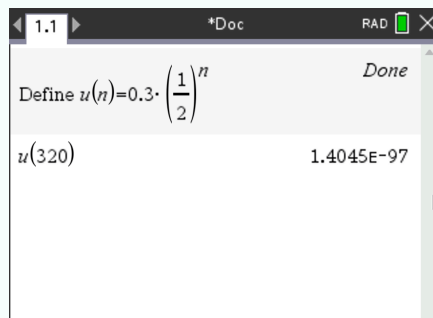 1.1 *Doc RAD
Define u(n)=0.3·(1/2)^n Done
u(320) 1.4045E-97